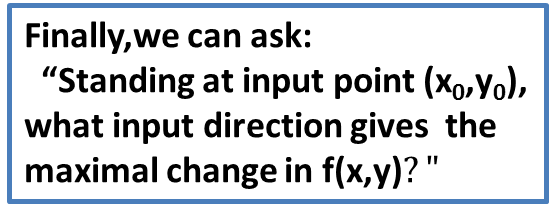 Finally,we can ask:
“Standing at input point (x₀,y₀),
what input direction gives the
maximal change in f(x,y)? "